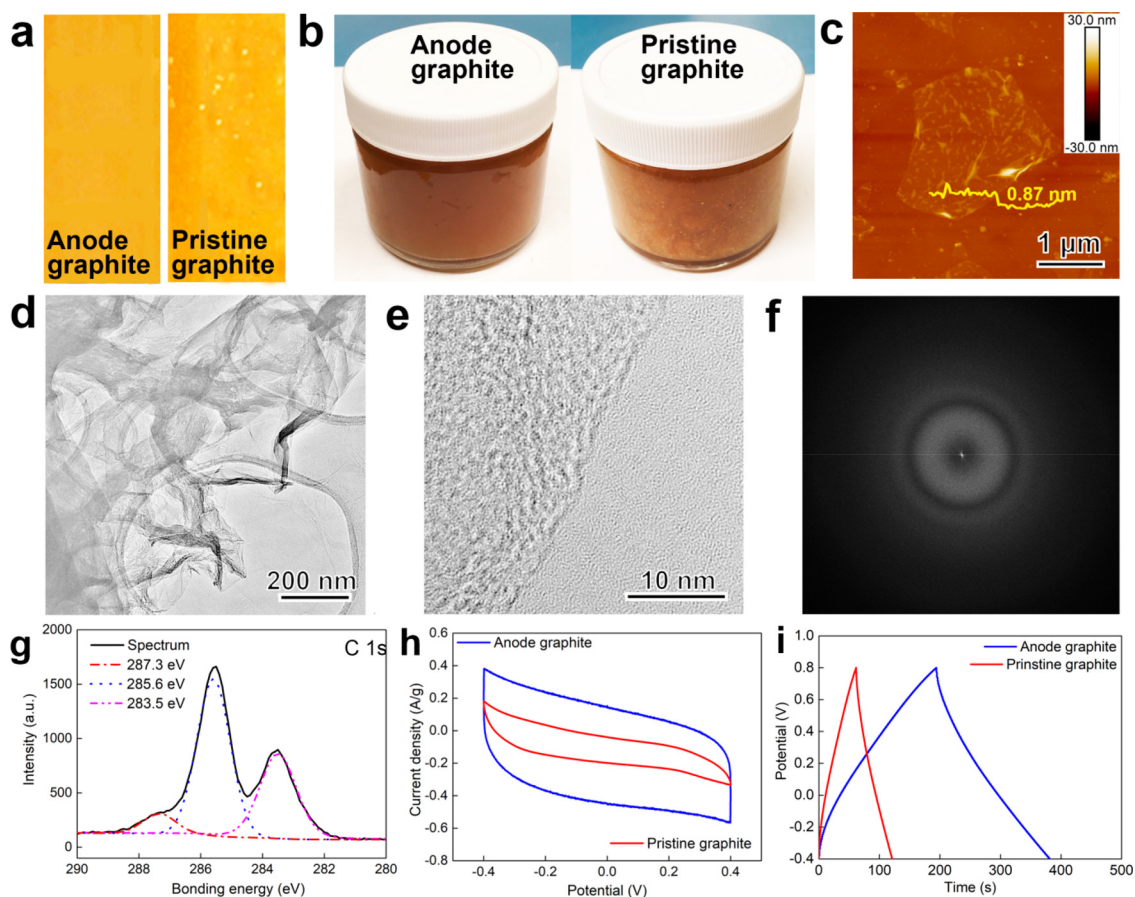 a
Anode
graphite
Pristine
graphite
b
Anode
graphite
Pristine
graphite
c
30.0 nm
-30.0 nm
0.87 nm
1 μm
d
200 nm
e
10 nm
f
g
C 1s
Spectrum
287.3 eV
285.6 eV
283.5 eV
2000
1500
1000
500
0
Intensity (a.u.)
290 288 286 284 282 280
Bonding energy (eV)
h
Anode graphite
Pristine graphite
0.6
0.4
0.2
0.0
-0.2
-0.4
-0.6
-0.8
Current density (A/g)
-0.4 -0.2 0.0 0.2 0.4
Potential (V)
i
Anode graphite
Prinstine graphite
1.0
0.8
0.6
0.4
0.2
0.0
-0.2
-0.4
Potential (V)
0 100 200 300 400 500
Time (s)